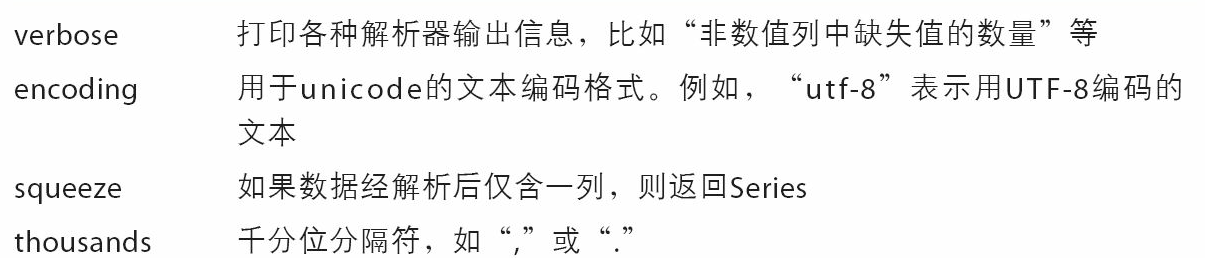 verbose 打印各种解析器输出信息，比如“非数值列中缺失值的数量”等
encoding 用于unicode的文本编码格式。例如，“utf-8”表示用UTF-8编码的
文本
squeeze 如果数据经解析后仅含一列，则返回Series
thousands 千分位分隔符，如“,”或“.”